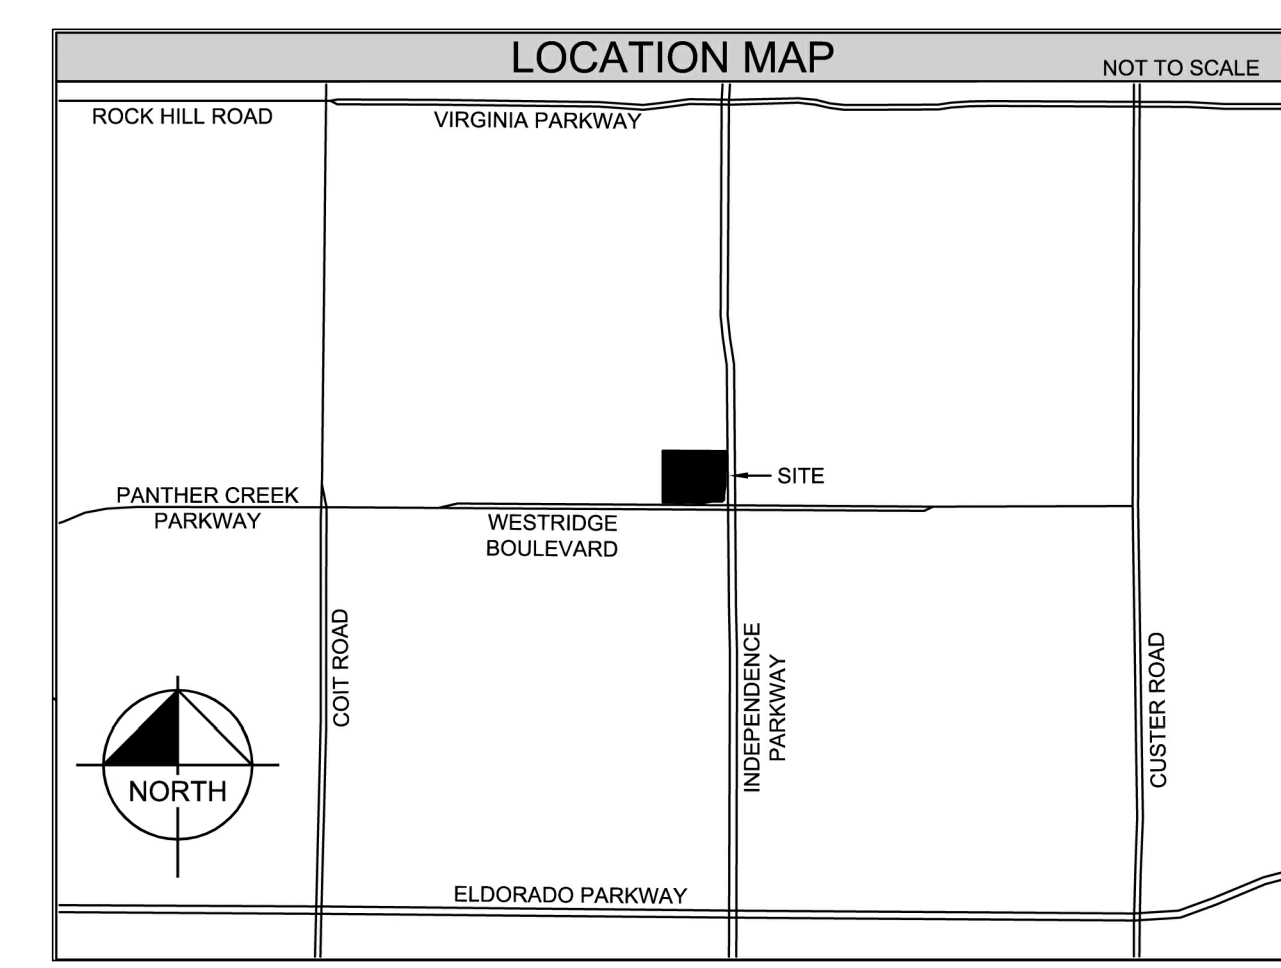 LOCATION MAP
NOT TO SCALE
ROCK HILL ROAD
VIRGINIA PARKWAY
SITE
PANTHER CREEK
PARKWAY
WESTRIDGE
BOULEVARD
COIT ROAD
INDEPENDENCE
PARKWAY
CUSTER ROAD
NORTH
ELDORADO PARKWAY